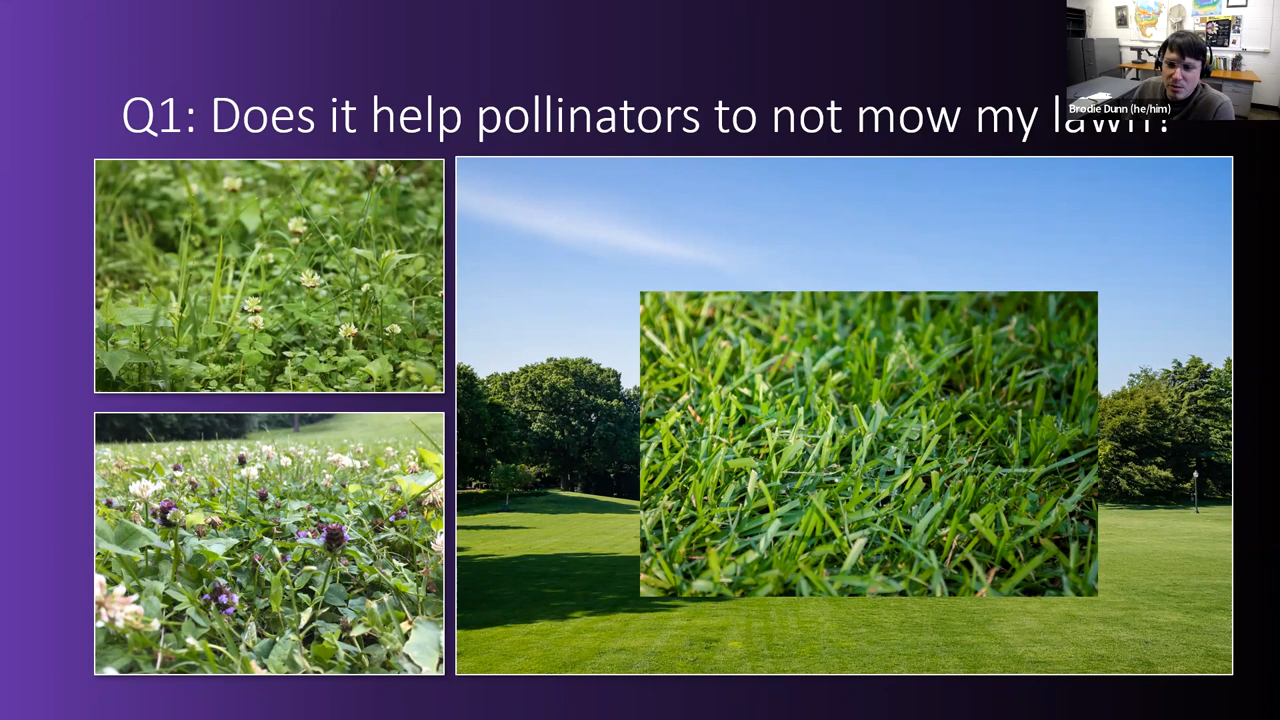 Q1: Does it help pollinators to not mow my lawn?
Brodie Dunn (he/him)